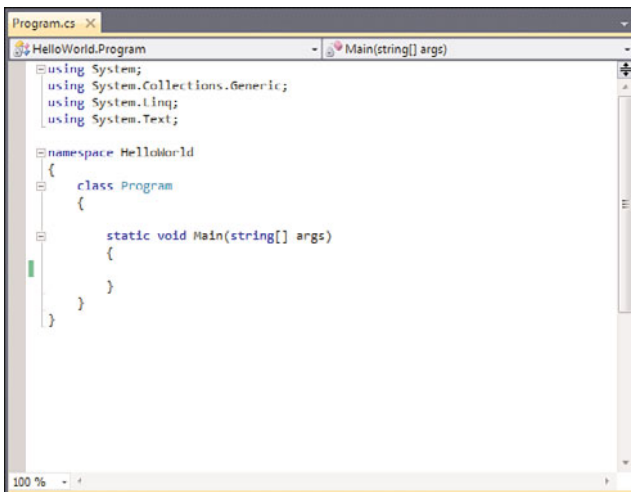 Program.cs
HelloWorld.Program
Main(string[] args)
using System;
using System.Collections.Generic;
using System.Linq;
using System.Text;
namespace HelloWorld
{
class Program
{
static void Main(string[] args)
{
}
}
}
100 %